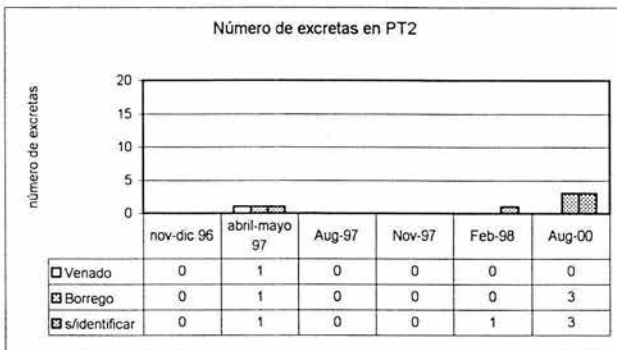 Número de excretas en PT2
número de excretas
20
15
10
5
0
nov-dic 96 abril-mayo 97 Aug-97 Nov-97 Feb-98 Aug-00
Venado 0 1 0 0 0 0
Borrego 0 1 0 0 0 3
s/identificar 0 1 0 0 1 3